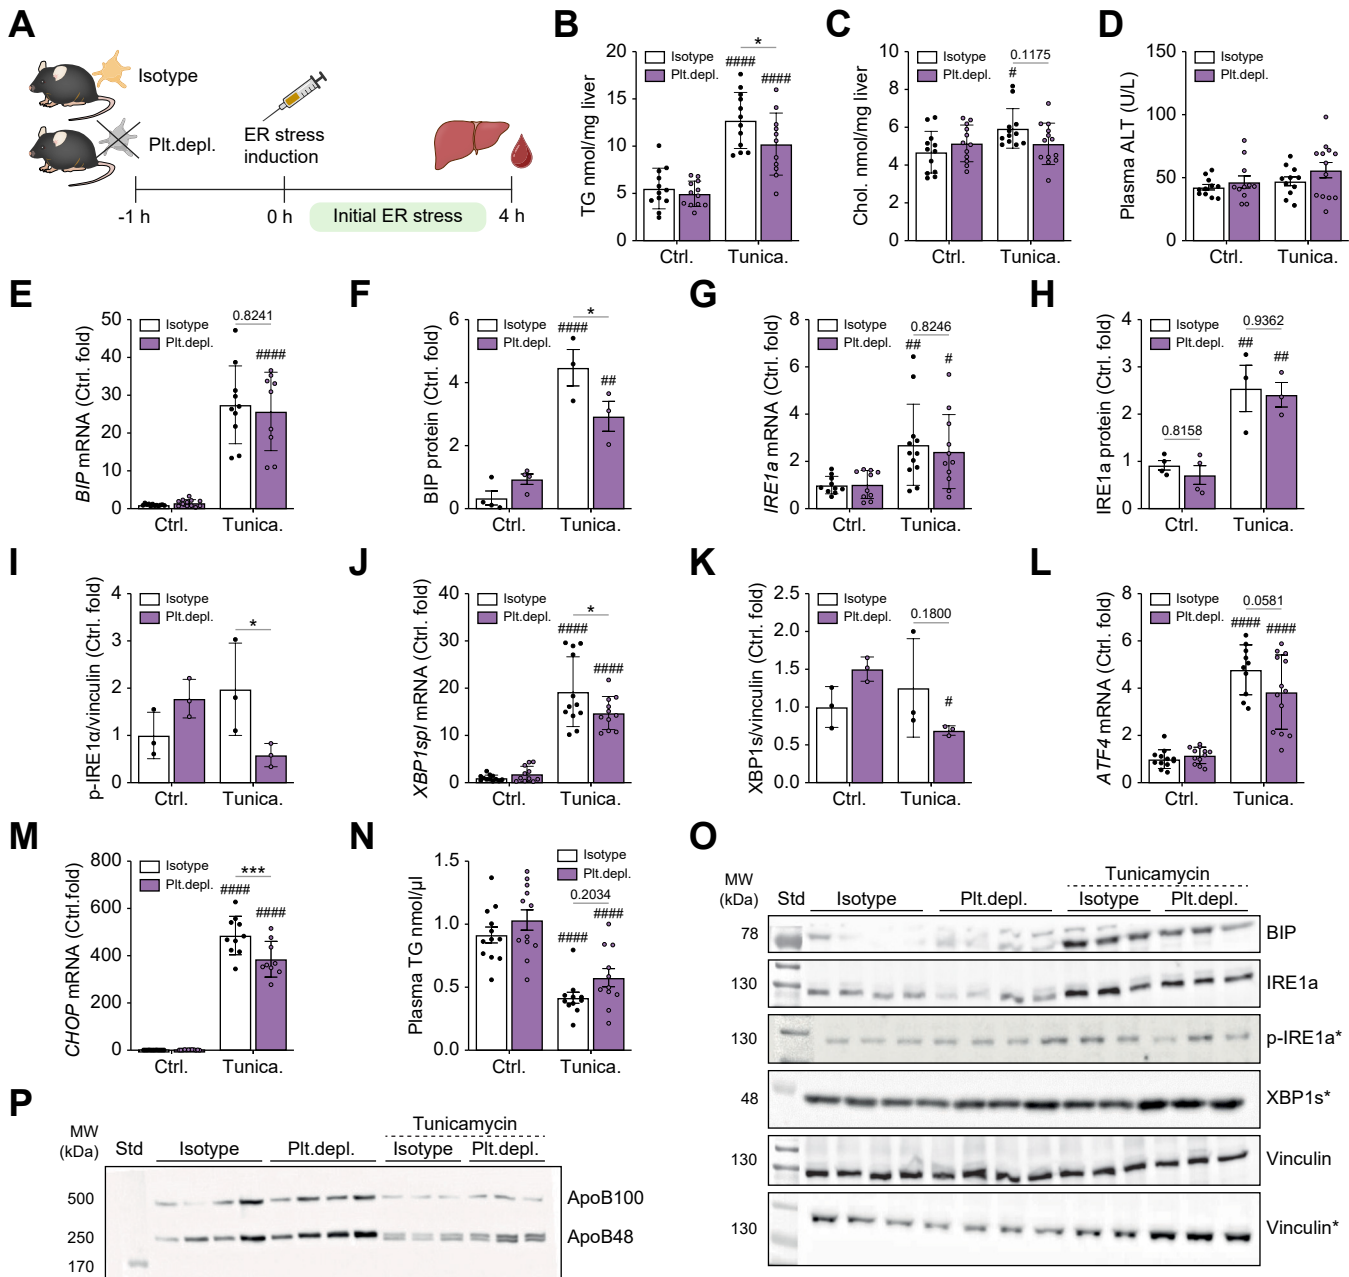 A
Isotype
Plt.depl.
ER stress
induction
-1 h
0 h
Initial ER stress
4 h
B
TG nmol/mg liver
20
15
10
5
0
Isotype
Plt.depl.
*
####
####
Ctrl.
Tunica.
C
Chol. nmol/mg liver
10
8
6
4
2
0
Isotype
Plt.depl.
0.1175
#
Ctrl.
Tunica.
D
Plasma ALT (U/L)
150
100
50
0
Isotype
Plt.depl.
Ctrl.
Tunica.
E
BIP mRNA (Ctrl. fold)
50
40
30
20
10
0
Isotype
Plt.depl.
0.8241
####
Ctrl.
Tunica.
F
BIP protein (Ctrl. fold)
6
4
2
0
Isotype
Plt.depl.
*
####
##
Ctrl.
Tunica.
G
IRE1a mRNA (Ctrl. fold)
8
6
4
2
0
Isotype
Plt.depl.
0.8246
##
#
Ctrl.
Tunica.
H
IRE1a protein (Ctrl. fold)
4
3
2
1
0
Isotype
Plt.depl.
0.9362
##
##
0.8158
Ctrl.
Tunica.
I
p-IRE1α/vinculin (Ctrl. fold)
4
3
2
1
0
Isotype
Plt.depl.
*
Ctrl.
Tunica.
J
XBP1spl mRNA (Ctrl. fold)
40
30
20
10
0
Isotype
Plt.depl.
*
####
####
Ctrl.
Tunica.
K
XBP1s/vinculin (Ctrl. fold)
2.5
2.0
1.5
1.0
0.5
0.0
Isotype
Plt.depl.
0.1800
#
Ctrl.
Tunica.
L
ATF4 mRNA (Ctrl. fold)
8
6
4
2
0
Isotype
Plt.depl.
0.0581
####
####
Ctrl.
Tunica.
M
CHOP mRNA (Ctrl.fold)
800
600
400
200
0
Isotype
Plt.depl.
***
####
####
Ctrl.
Tunica.
N
Plasma TG nmol/µl
1.5
1.0
0.5
0.0
Isotype
Plt.depl.
0.2034
####
####
Ctrl.
Tunica.
O
MW
(kDa)
Std
Isotype
Plt.depl.
Tunicamycin
Isotype
Plt.depl.
78
BIP
130
IRE1a
130
p-IRE1a*
48
XBP1s*
130
Vinculin
130
Vinculin*
P
MW
(kDa)
Std
Isotype
Plt.depl.
Tunicamycin
Isotype
Plt.depl.
500
ApoB100
250
ApoB48
170